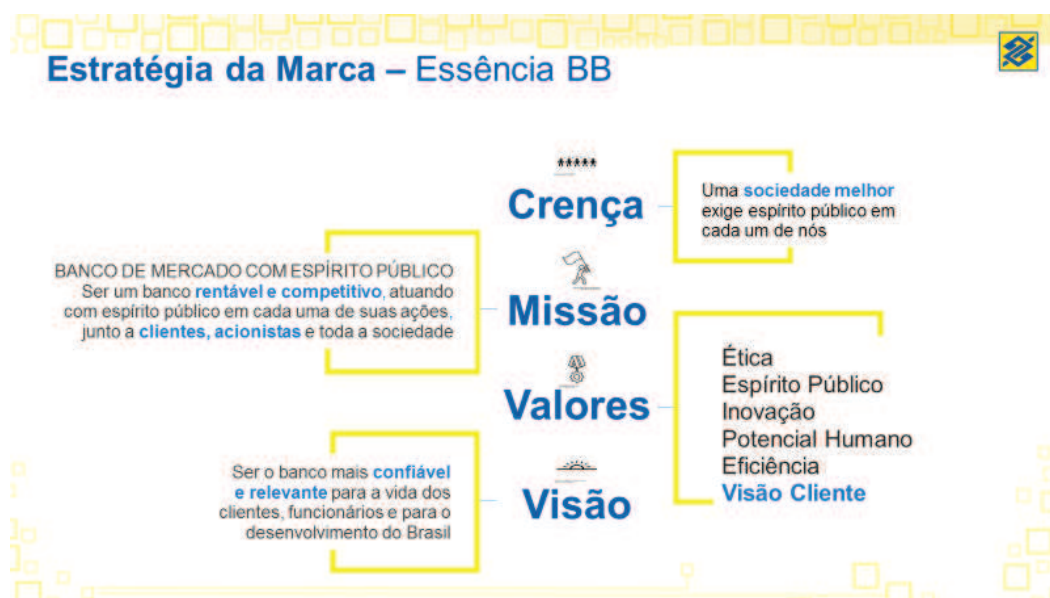 Estratégia da Marca – Essência BB
Crença
Uma sociedade melhor
exige espírito público em
cada um de nós
BANCO DE MERCADO COM ESPÍRITO PÚBLICO
Ser um banco rentável e competitivo, atuando
com espírito público em cada uma de suas ações,
junto a clientes, acionistas e toda a sociedade
Missão
Valores
Ética
Espírito Público
Inovação
Potencial Humano
Eficiência
Visão Cliente
Ser o banco mais confiável
e relevante para a vida dos
clientes, funcionários e para o
desenvolvimento do Brasil
Visão